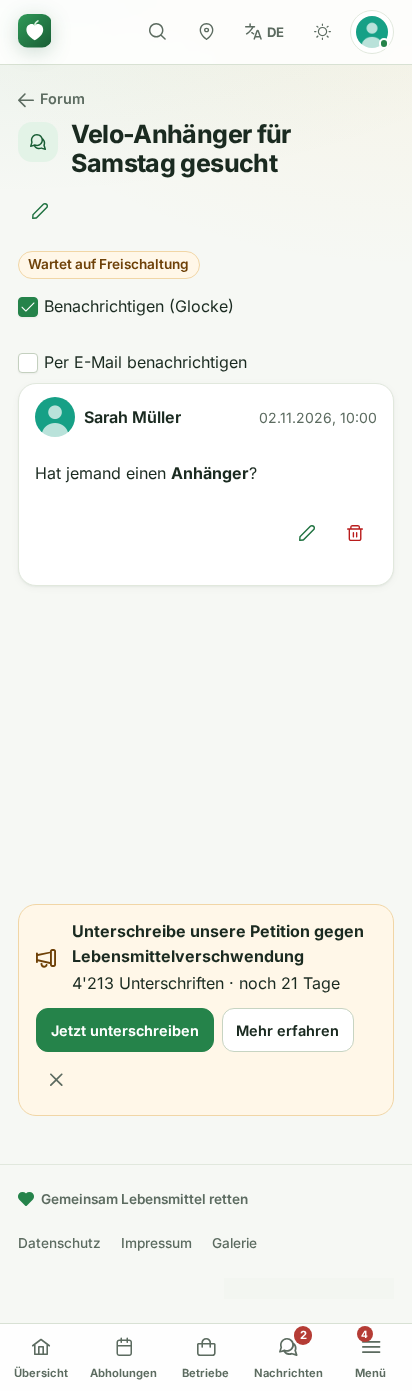 DE
Forum
Velo-Anhänger für
Samstag gesucht
Wartet auf Freischaltung
Benachrichtigen (Glocke)
Per E-Mail benachrichtigen
Sarah Müller 02.11.2026, 10:00
Hat jemand einen Anhänger?
Unterschreibe unsere Petition gegen
Lebensmittelverschwendung
4'213 Unterschriften · noch 21 Tage
Jetzt unterschreiben Mehr erfahren
Gemeinsam Lebensmittel retten
Datenschutz Impressum Galerie
2 4
Übersicht Abholungen Betriebe Nachrichten Menü